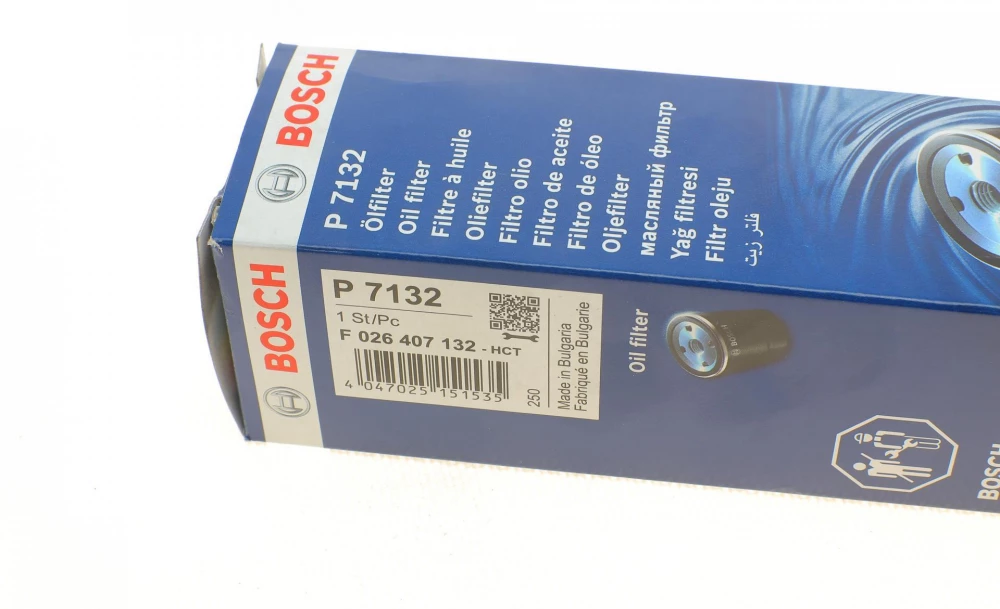 BOSCH
P 7132
Ölfilter
Oil filter
Filtre à huile
Oliefilter
Filtro olio
Filtro de aceite
Filtro de óleo
Oljefilter
масляный фильтр
Yağ filtresi
Filtr oleju
فلتر زيت
BOSCH
P 7132
1 St/Pc
F 026 407 132 - HCT
4 047025 151535
250
Made in Bulgaria
Fabriqué en Bulgarie
Oil filter
BOSCH